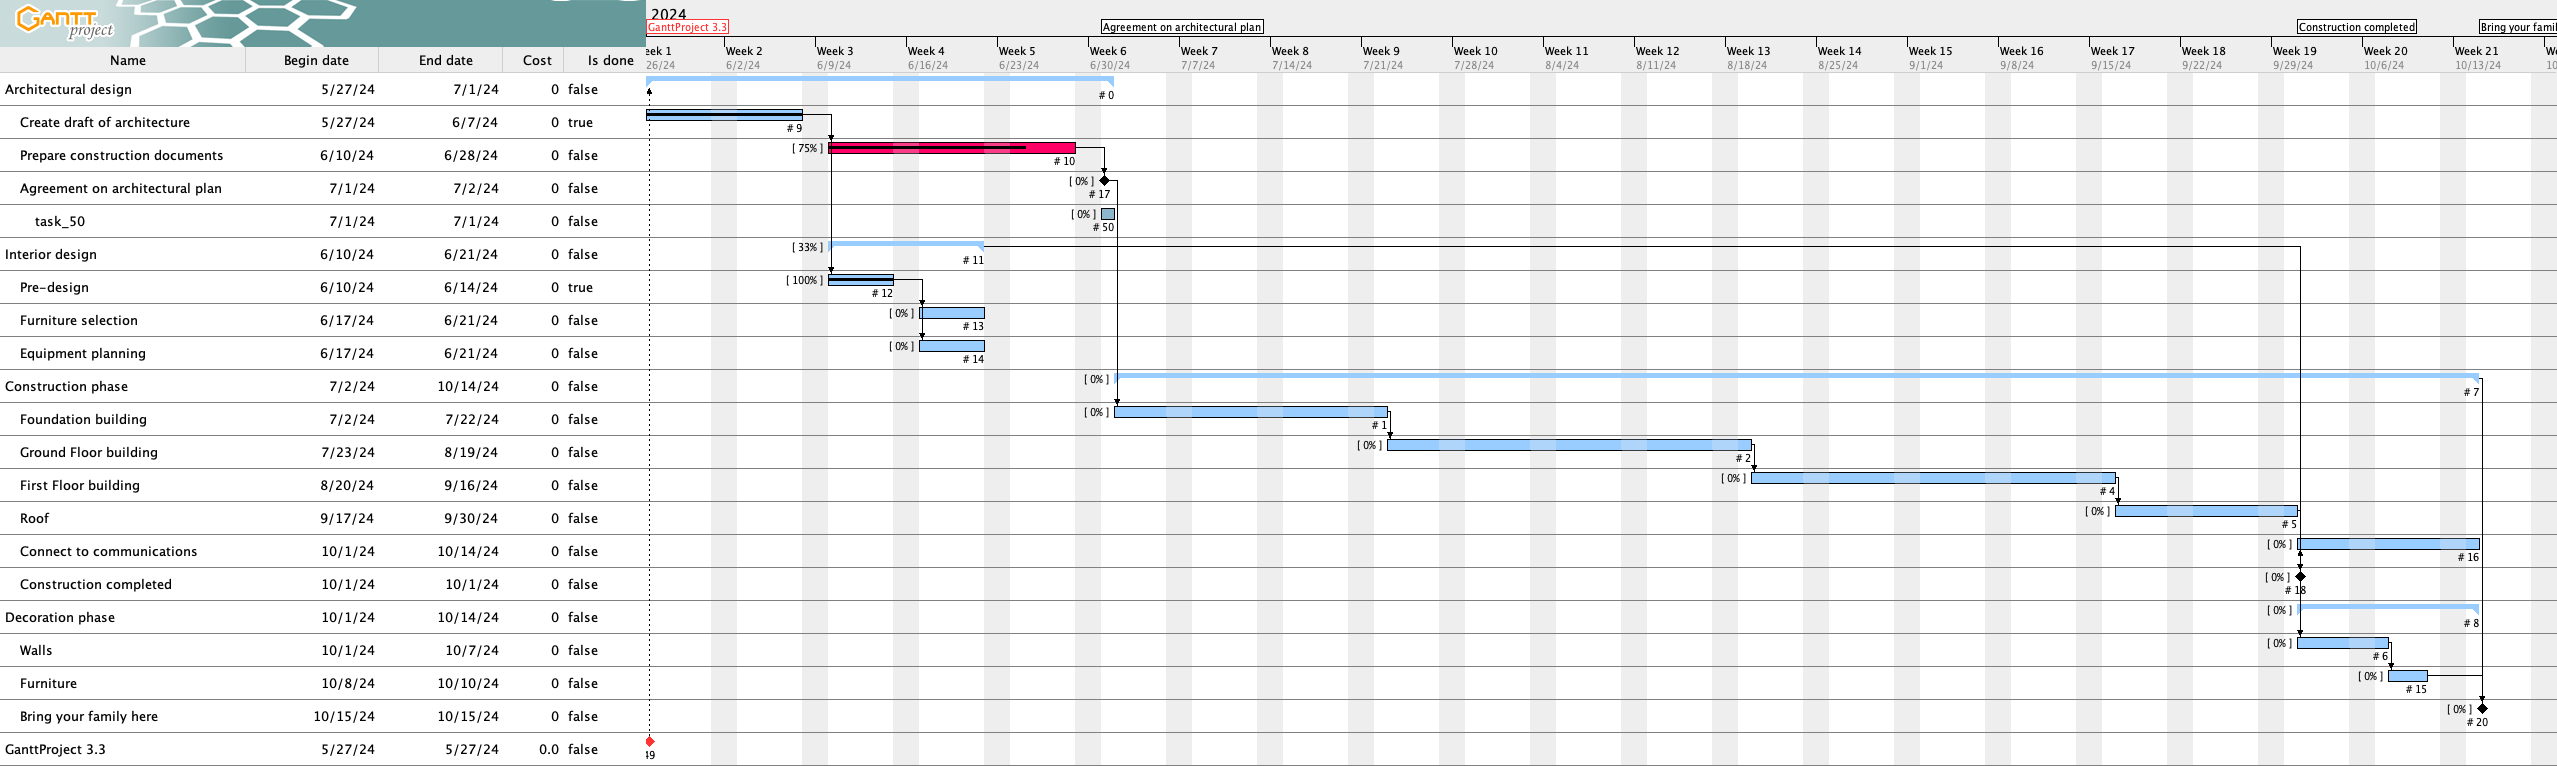 GANTT
project
2024
GanttProject 3.3
Agreement on architectural plan
Construction completed
Bring your famil
Name Begin date End date Cost Is done
eek 1 Week 2 Week 3 Week 4 Week 5 Week 6 Week 7 Week 8 Week 9 Week 10 Week 11 Week 12 Week 13 Week 14 Week 15 Week 16 Week 17 Week 18 Week 19 Week 20 Week 21
26/24 6/2/24 6/9/24 6/16/24 6/23/24 6/30/24 7/7/24 7/14/24 7/21/24 7/28/24 8/4/24 8/11/24 8/18/24 8/25/24 9/1/24 9/8/24 9/15/24 9/22/24 9/29/24 10/6/24 10/13/24 10
Architectural design 5/27/24 7/1/24 0 false # 0
Create draft of architecture 5/27/24 6/7/24 0 true # 9
Prepare construction documents 6/10/24 6/28/24 0 false [ 75% ] # 10
Agreement on architectural plan 7/1/24 7/2/24 0 false [ 0% ] # 17
task_50 7/1/24 7/1/24 0 false [ 0% ] # 50
Interior design 6/10/24 6/21/24 0 false [ 33% ] # 11
Pre-design 6/10/24 6/14/24 0 true [ 100% ] # 12
Furniture selection 6/17/24 6/21/24 0 false [ 0% ] # 13
Equipment planning 6/17/24 6/21/24 0 false [ 0% ] # 14
Construction phase 7/2/24 10/14/24 0 false [ 0% ] # 7
Foundation building 7/2/24 7/22/24 0 false [ 0% ] # 1
Ground Floor building 7/23/24 8/19/24 0 false [ 0% ] # 2
First Floor building 8/20/24 9/16/24 0 false [ 0% ] # 4
Roof 9/17/24 9/30/24 0 false [ 0% ] # 5
Connect to communications 10/1/24 10/14/24 0 false [ 0% ] # 16
Construction completed 10/1/24 10/1/24 0 false [ 0% ] # 18
Decoration phase 10/1/24 10/14/24 0 false [ 0% ] # 8
Walls 10/1/24 10/7/24 0 false [ 0% ] # 6
Furniture 10/8/24 10/10/24 0 false [ 0% ] # 15
Bring your family here 10/15/24 10/15/24 0 false [ 0% ] # 20
GanttProject 3.3 5/27/24 5/27/24 0.0 false 49